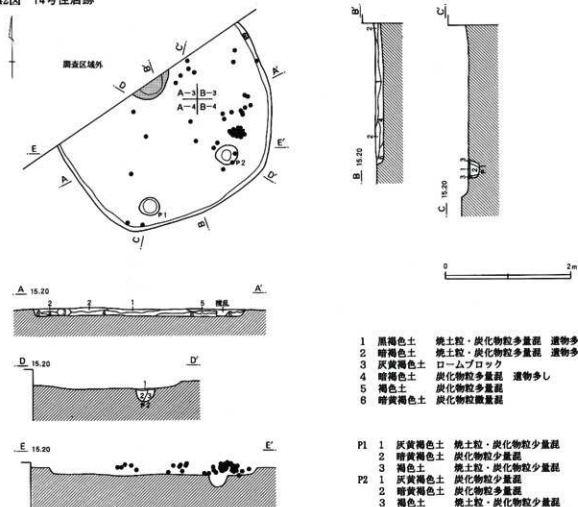 14号住居跡
調査区域外
A-3 B-3
A-4 B-4
A
A'
B
B'
C
C'
D
D'
E
E'
P1
P2
A 15.20 A'
2 2 1 5 攪乱
D 15.20 D'
1
2 3
P2
E 15.20 E'
B'
2
2
B 15.20
C'
3 1 3
2
P1
C 15.20
0 2m
1 黒褐色土 焼土粒・炭化物粒多量混 遺物多
2 暗褐色土 焼土粒・炭化物粒多量混 遺物多
3 灰黄褐色土 ロームブロック
4 暗褐色土 炭化物粒多量混 遺物多し
5 褐色土 炭化物粒多量混
6 暗黄褐色土 炭化物粒微量混
P1 1 灰黄褐色土 焼土粒・炭化物粒少量混
2 暗黄褐色土 炭化物粒少量混
3 褐色土 焼土粒・炭化物粒少量混
P2 1 灰黄褐色土 炭化物粒少量混
2 暗黄褐色土 炭化物粒多量混
3 褐色土 焼土粒・炭化物粒少量混